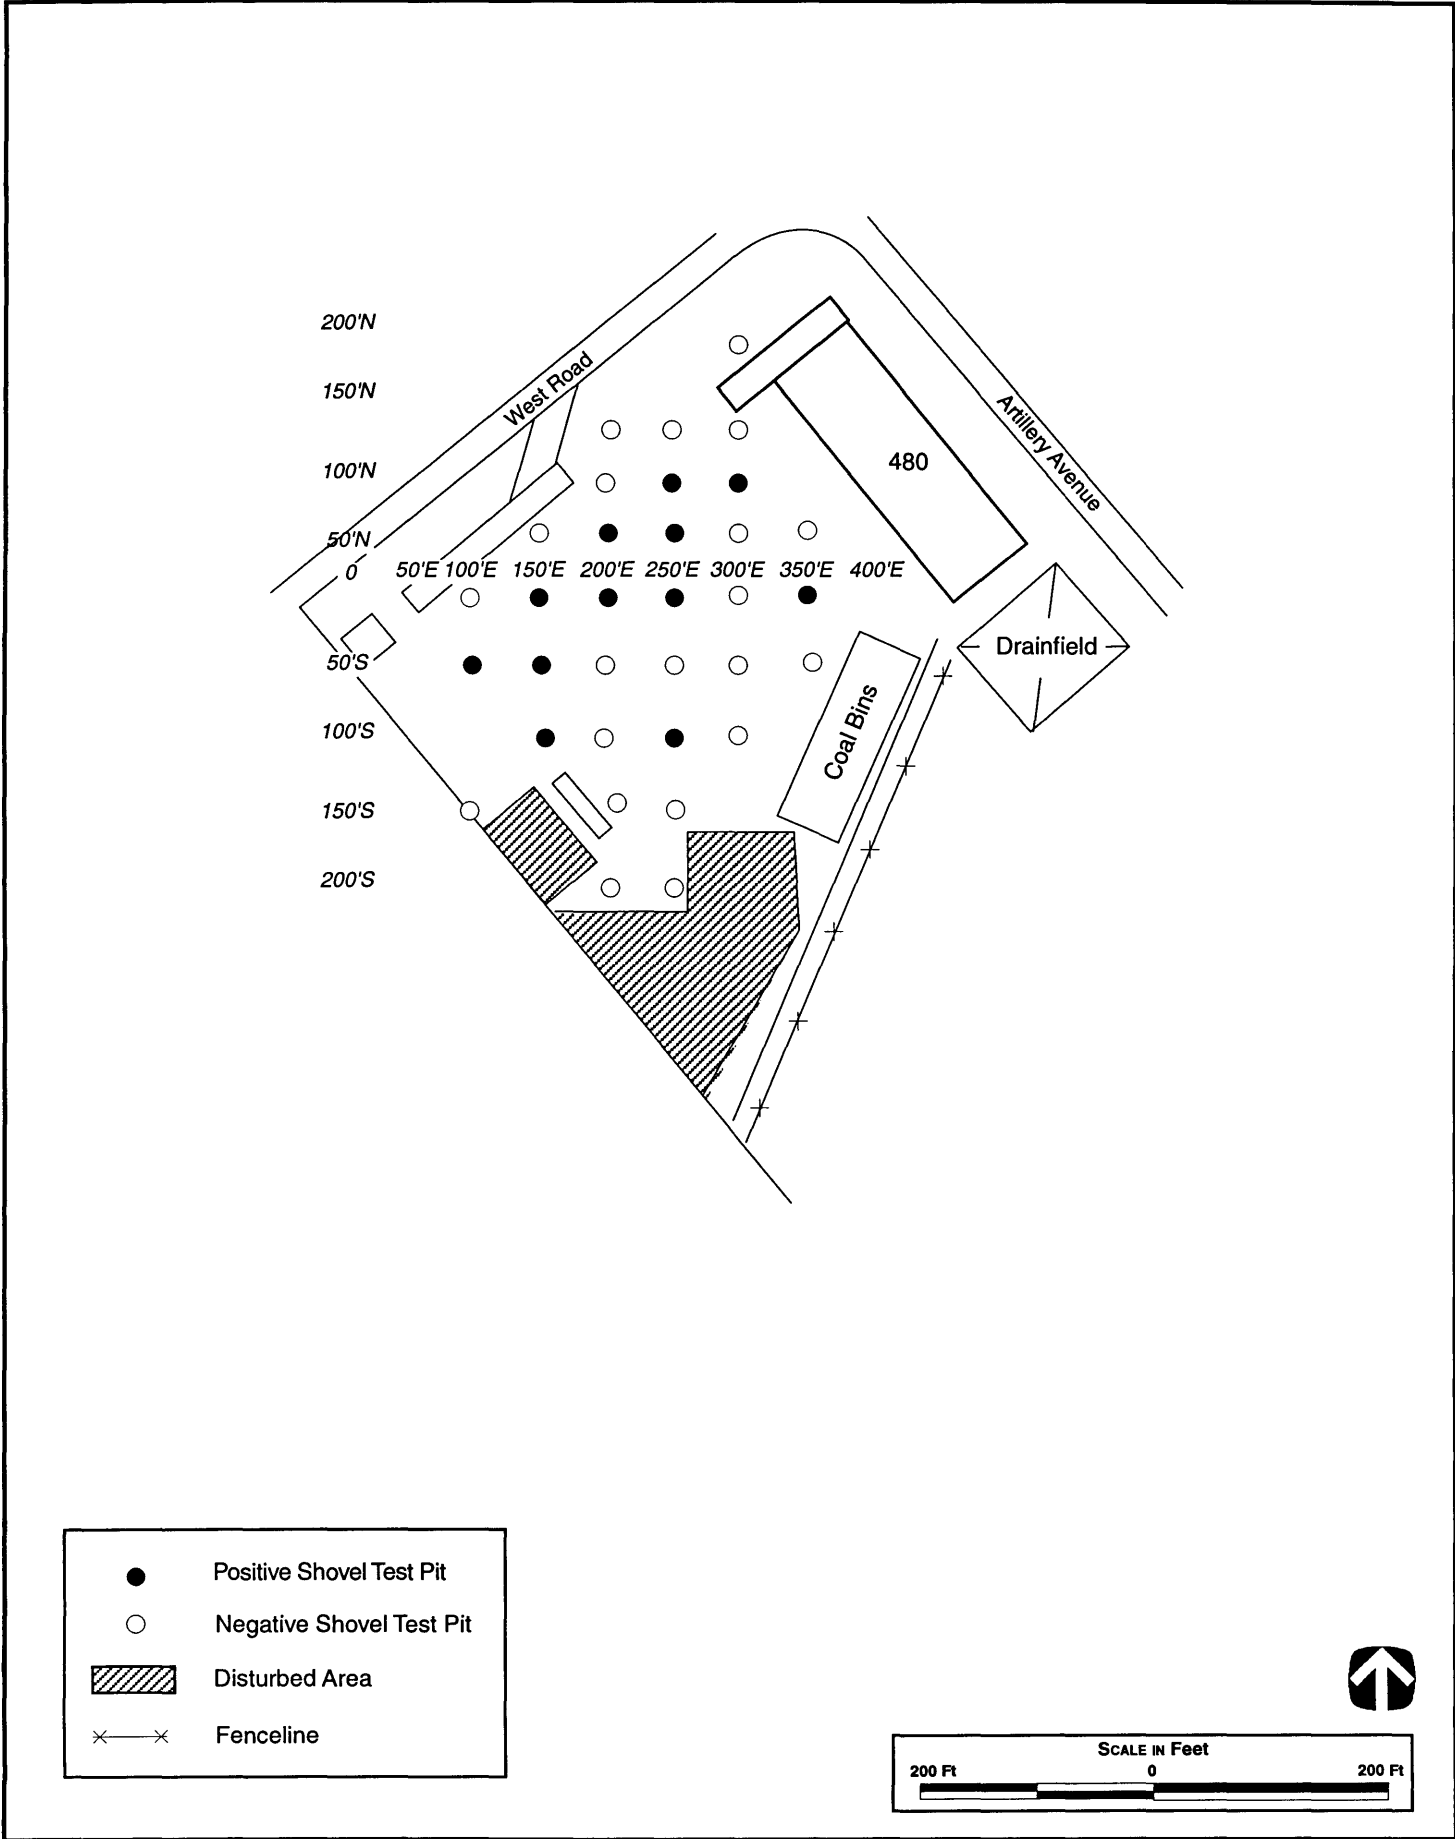 200'N
West Road
150'N
Artillery Avenue
100'N
480
50'N
0 50'E 100'E 150'E 200'E 250'E 300'E 350'E 400'E
Drainfield
50'S
Coal Bins
100'S
150'S
200'S
Positive Shovel Test Pit
Negative Shovel Test Pit
Disturbed Area
Fenceline
SCALE IN Feet
200 Ft 0 200 Ft